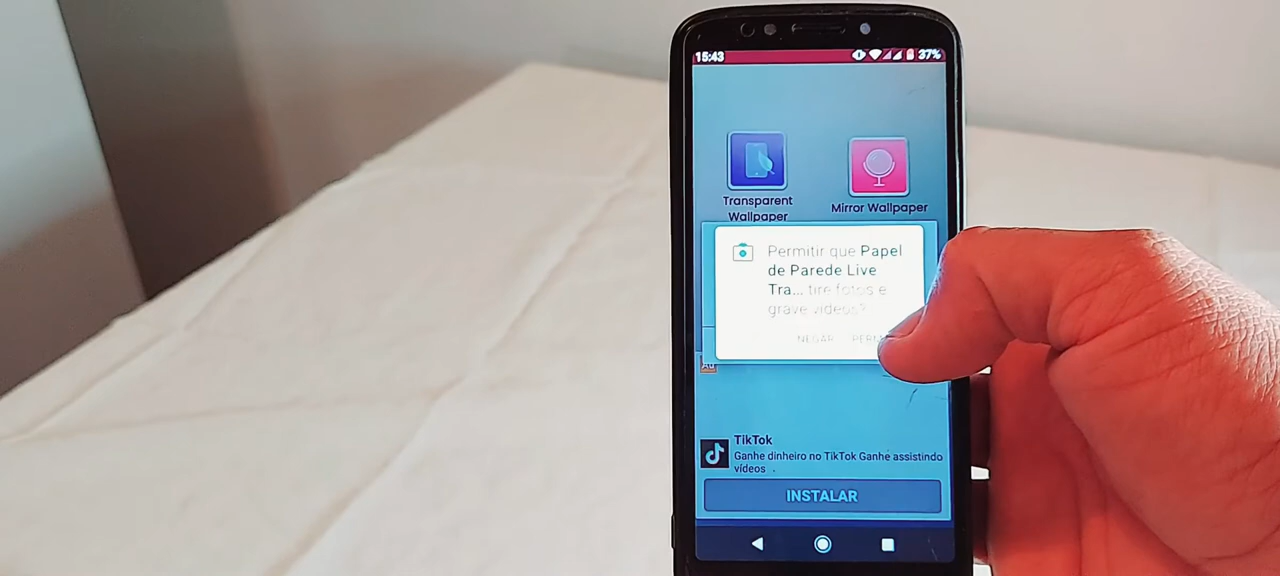 15:43
37%
Transparent
Wallpaper
Mirror Wallpaper
Permitir que Papel
de Parede Live
Tra... tire fotos e
grave vídeos?
NEGAR
Ad
TikTok
Ganhe dinheiro no TikTok Ganhe assistindo
vídeos
INSTALAR